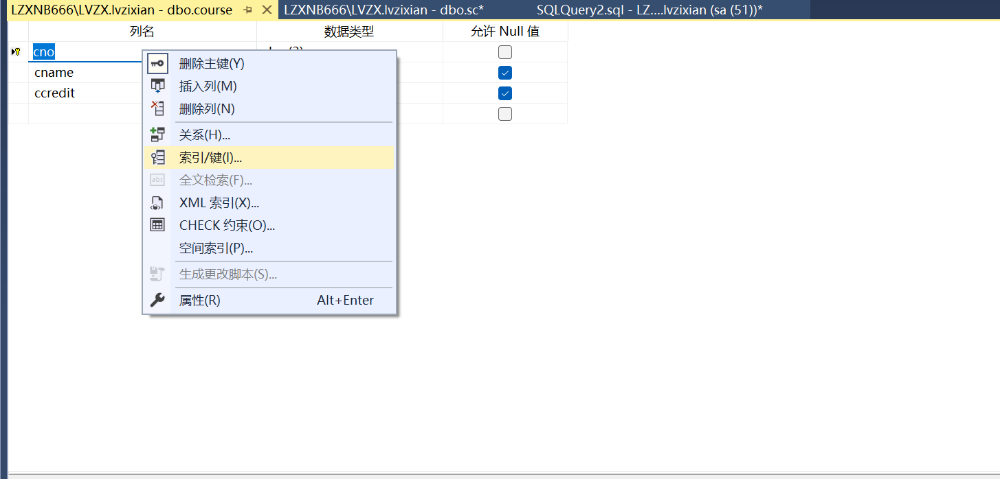 LZXNB666\LVZX.lvzixian - dbo.course LZXNB666\LVZX.lvzixian - dbo.sc* SQLQuery2.sql - LZ....lvzixian (sa (51))*
列名 数据类型 允许 Null 值
cno
cname
ccredit
删除主键(Y)
插入列(M)
删除列(N)
关系(H)...
索引/键(I)...
abc 全文检索(F)...
XML 索引(X)...
CHECK 约束(O)...
空间索引(P)...
生成更改脚本(S)...
属性(R) Alt+Enter